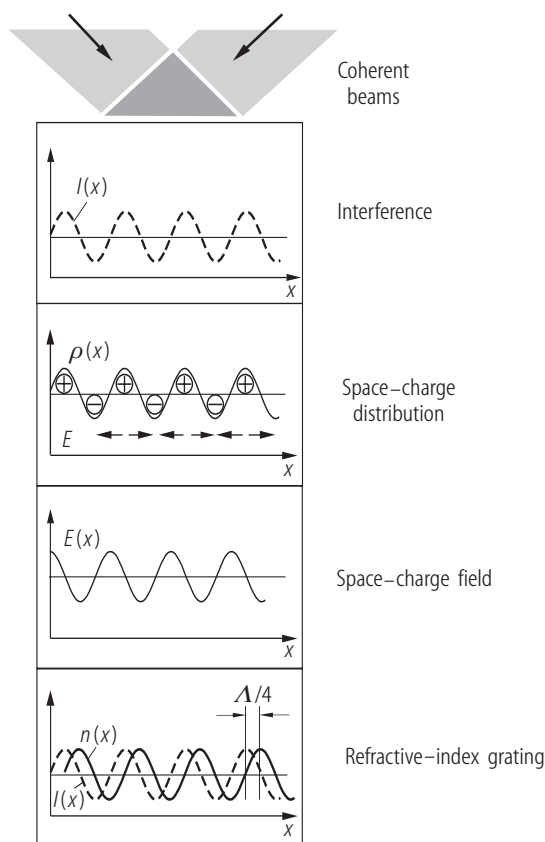 Coherent
beams
I(x)
Interference
x
ρ(x)
+ + + +
− − −
Space–charge
distribution
E
x
E(x)
Space–charge field
x
Λ/4
n(x)
Refractive–index grating
I(x)
x